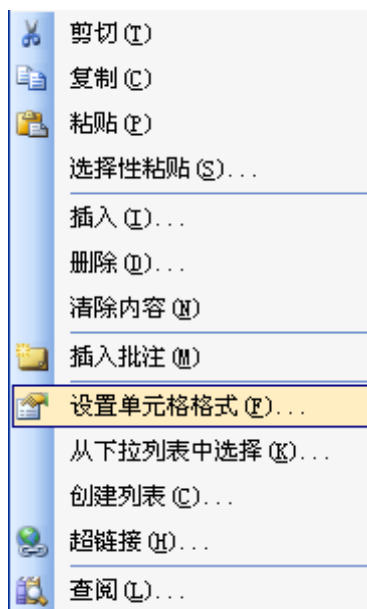 剪切(T)
复制(C)
粘贴(P)
选择性粘贴(S)...
插入(I)...
删除(D)...
清除内容(N)
插入批注(M)
设置单元格格式(F)...
从下拉列表中选择(K)...
创建列表(C)...
超链接(H)...
查阅(L)...